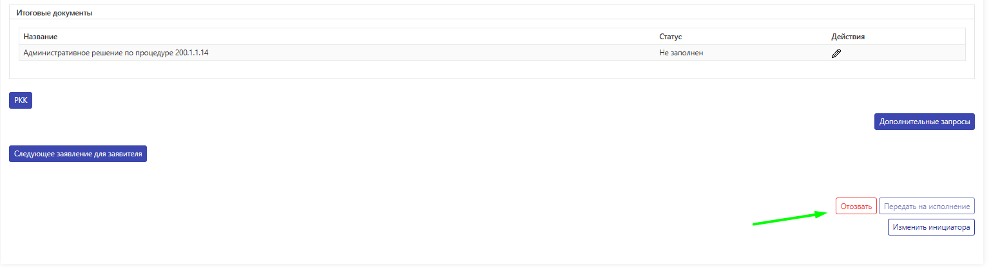 Итоговые документы
Название Статус Действия
Административное решение по процедуре 200.1.1.14 Не заполнен
РКК
Дополнительные запросы
Следующее заявление для заявителя
Отозвать Передать на исполнение
Изменить инициатора